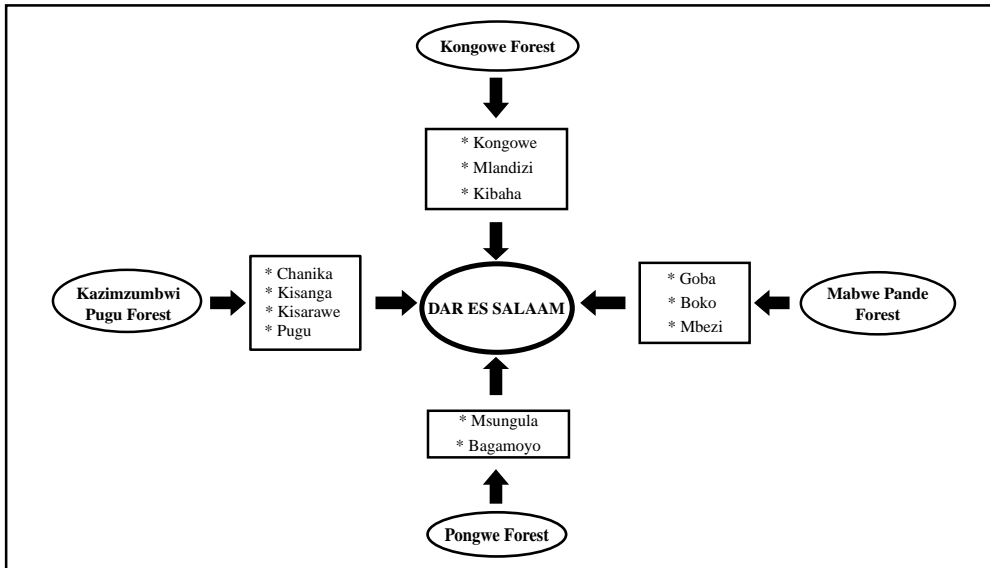 Kongowe Forest
* Kongowe
* Mlandizi
* Kibaha
Kazimzumbwi
Pugu Forest
* Chanika
* Kisanga
* Kisarawe
* Pugu
DAR ES SALAAM
* Goba
* Boko
* Mbezi
Mabwe Pande
Forest
* Msungula
* Bagamoyo
Pongwe Forest